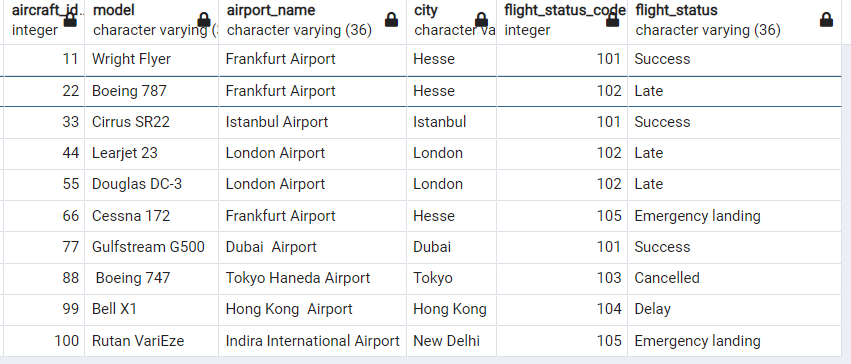 aircraft_id.. model airport_name city flight_status_code flight_status
integer character varying (3 character varying (36) character va integer character varying (36)
11 Wright Flyer Frankfurt Airport Hesse 101 Success
22 Boeing 787 Frankfurt Airport Hesse 102 Late
33 Cirrus SR22 Istanbul Airport Istanbul 101 Success
44 Learjet 23 London Airport London 102 Late
55 Douglas DC-3 London Airport London 102 Late
66 Cessna 172 Frankfurt Airport Hesse 105 Emergency landing
77 Gulfstream G500 Dubai  Airport Dubai 101 Success
88 Boeing 747 Tokyo Haneda Airport Tokyo 103 Cancelled
99 Bell X1 Hong Kong  Airport Hong Kong 104 Delay
100 Rutan VariEze Indira International Airport New Delhi 105 Emergency landing